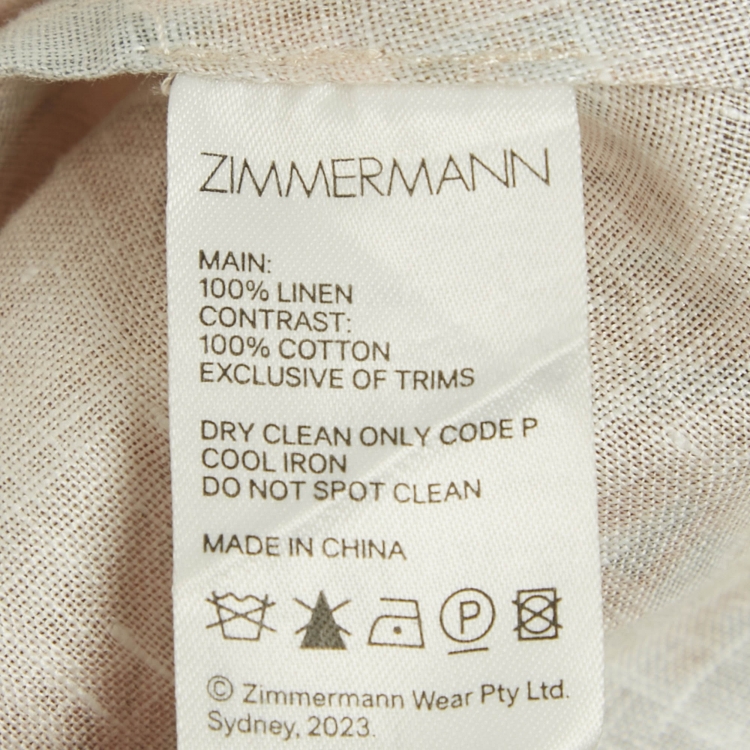 ZIMMERMANN
MAIN:
100% LINEN
CONTRAST:
100% COTTON
EXCLUSIVE OF TRIMS
DRY CLEAN ONLY CODE P
COOL IRON
DO NOT SPOT CLEAN
MADE IN CHINA
P
© Zimmermann Wear Pty Ltd.
Sydney, 2023.